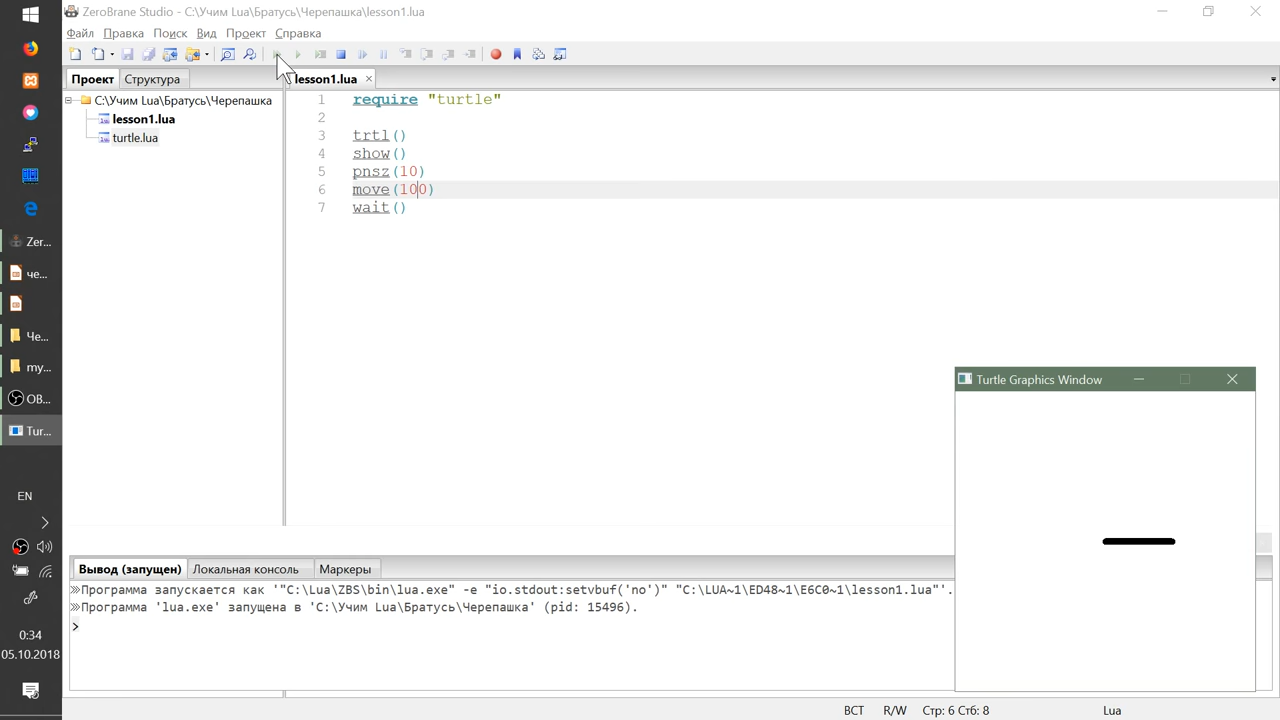 ZeroBrane Studio - C:\Учим Lua\Братусь\Черепашка\lesson1.lua
Файл Правка Поиск Вид Проект Справка
Проект Структура
lesson1.lua
C:\Учим Lua\Братусь\Черепашка
lesson1.lua
turtle.lua
1 require "turtle"
2
3 trtl()
4 show()
5 pnsz(10)
6 move(100)
7 wait()
Zer...
че...
Че...
my...
OB...
Tur...
EN
0:34
05.10.2018
Turtle Graphics Window
Вывод (запущен) Локальная консоль Маркеры
Программа запускается как '"C:\Lua\ZBS\bin\lua.exe" -e "io.stdout:setvbuf('no')" "C:\LUA~1\ED48~1\E6C0~1\lesson1.lua"'.
Программа 'lua.exe' запущена в 'C:\Учим Lua\Братусь\Черепашка' (pid: 15496).
>
ВСТ R/W Стр: 6 Стб: 8 Lua